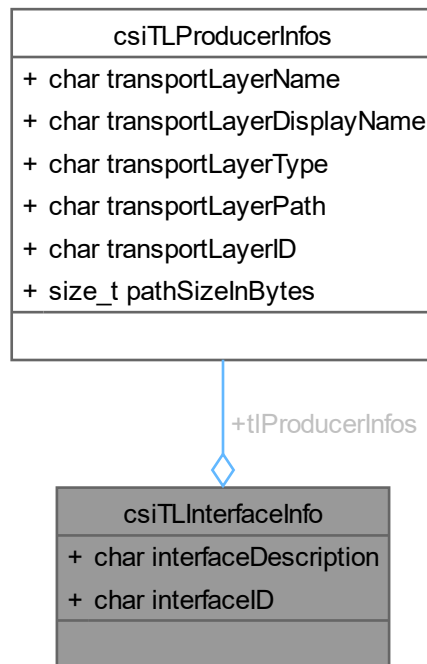 csiTLProducerInfos
+ char transportLayerName
+ char transportLayerDisplayName
+ char transportLayerType
+ char transportLayerPath
+ char transportLayerID
+ size_t pathSizeInBytes
+tlProducerInfos
csiTLInterfaceInfo
+ char interfaceDescription
+ char interfaceID